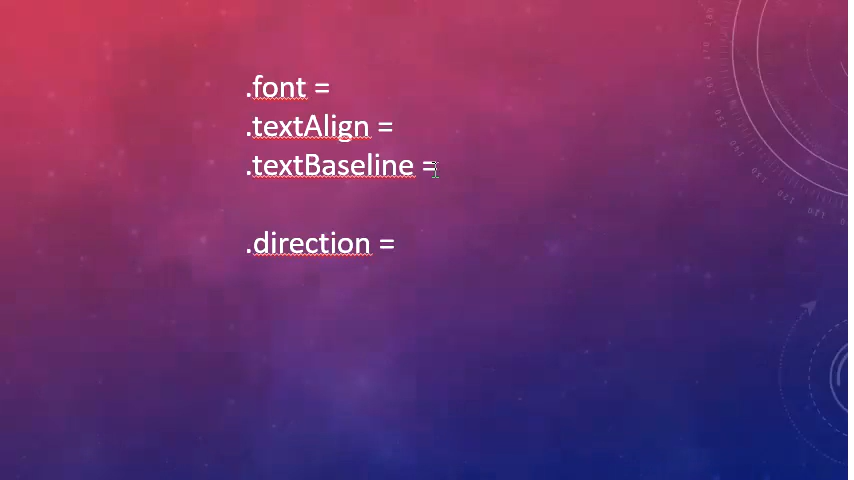 .font =
.textAlign =
.textBaseline =
.direction =